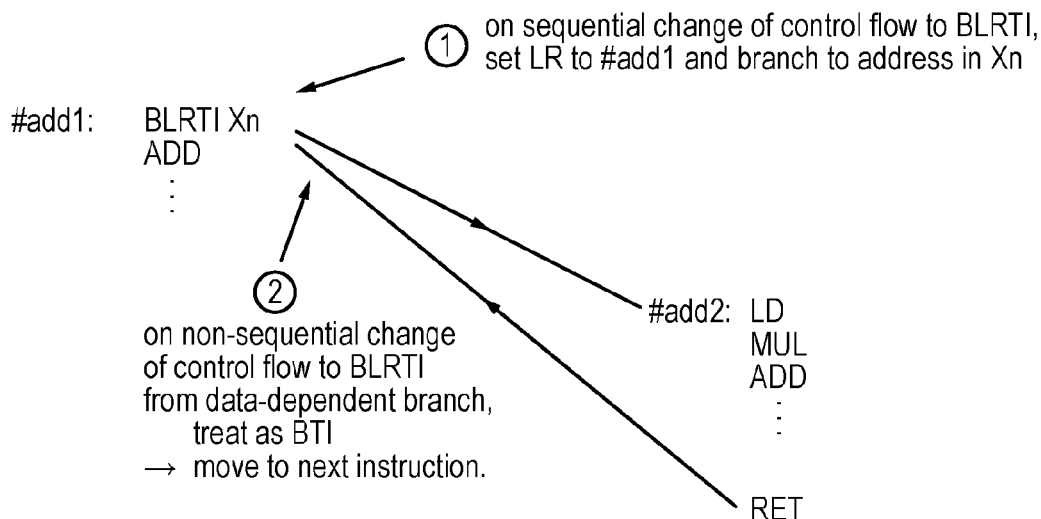 ① on sequential change of control flow to BLRTI,
set LR to #add1 and branch to address in Xn
#add1: BLRTI Xn
ADD
⋮
②
on non-sequential change
of control flow to BLRTI
from data-dependent branch,
treat as BTI
→ move to next instruction.
#add2: LD
MUL
ADD
⋮
RET